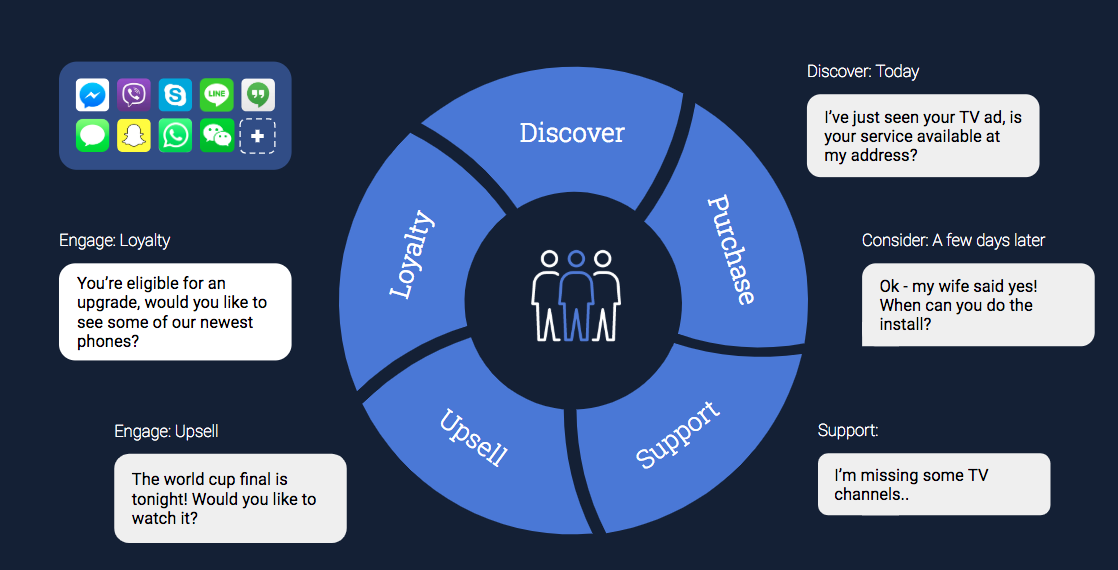 LINE
Discover: Today
I've just seen your TV ad, is
your service available at
my address?
Discover
Purchase
Support
Upsell
Loyalty
Consider: A few days later
Ok - my wife said yes!
When can you do the
install?
Support:
I'm missing some TV
channels..
Engage: Upsell
The world cup final is
tonight! Would you like to
watch it?
Engage: Loyalty
You're eligible for an
upgrade, would you like to
see some of our newest
phones?